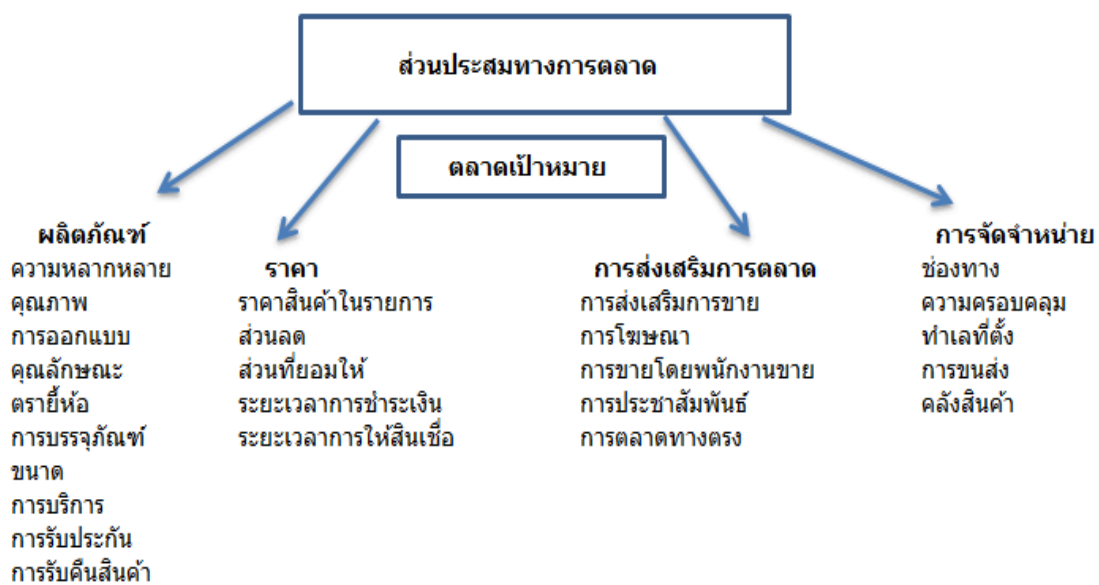 ส่วนประสมทางการตลาด
ตลาดเป้าหมาย
ผลิตภัณฑ์
ความหลากหลาย
คุณภาพ
การออกแบบ
คุณลักษณะ
ตรายี้ห้อ
การบรรจุภัณฑ์
ขนาด
การบริการ
การรับประกัน
การรับคืนสินค้า
ราคา
ราคาสินค้าในรายการ
ส่วนลด
ส่วนที่ยอมให้
ระยะเวลาการชำระเงิน
ระยะเวลาการให้สินเชื่อ
การส่งเสริมการตลาด
การส่งเสริมการขาย
การโฆษณา
การขายโดยพนักงานขาย
การประชาสัมพันธ์
การตลาดทางตรง
การจัดจำหน่าย
ช่องทาง
ความครอบคลุม
ทำเลที่ตั้ง
การขนส่ง
คลังสินค้า